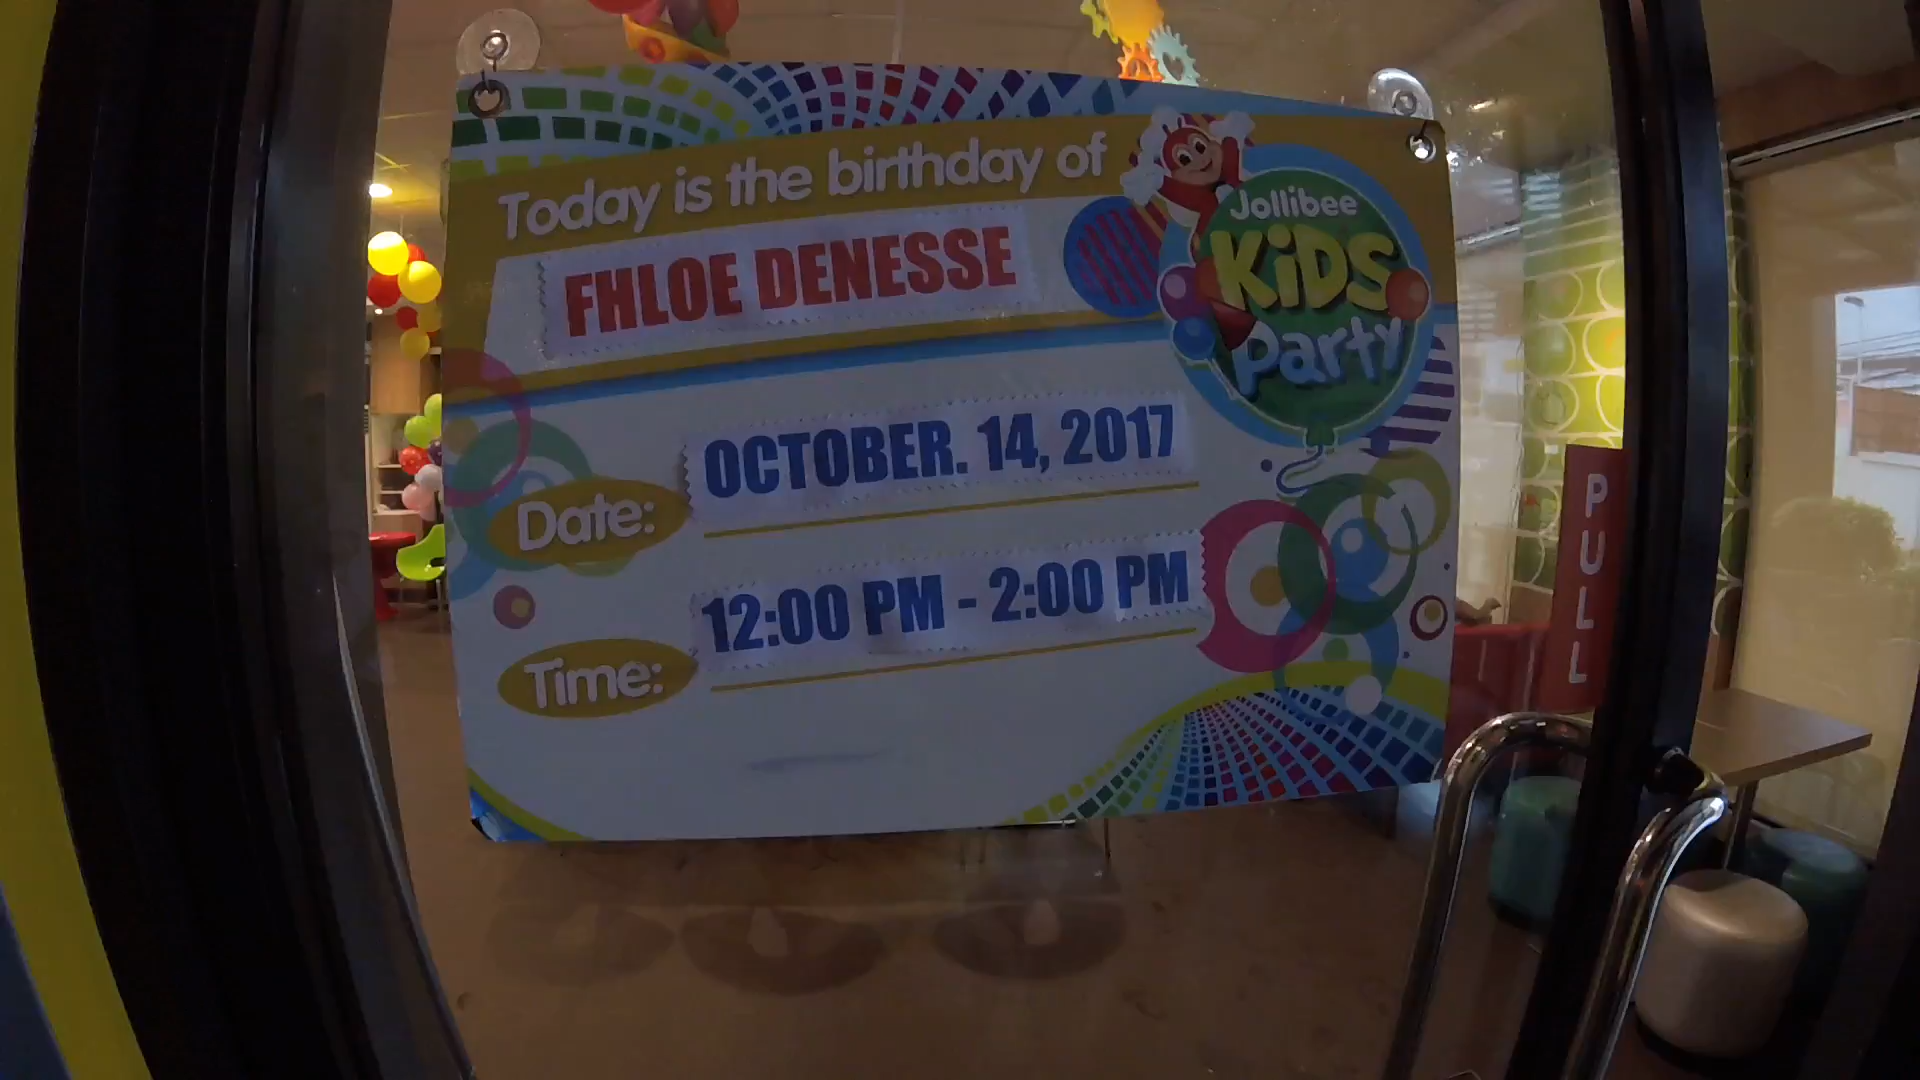 Today is the birthday of
FHLOE DENESSE
Jollibee
KiDS
Party
Date:
OCTOBER. 14, 2017
Time:
12:00 PM - 2:00 PM
PULL